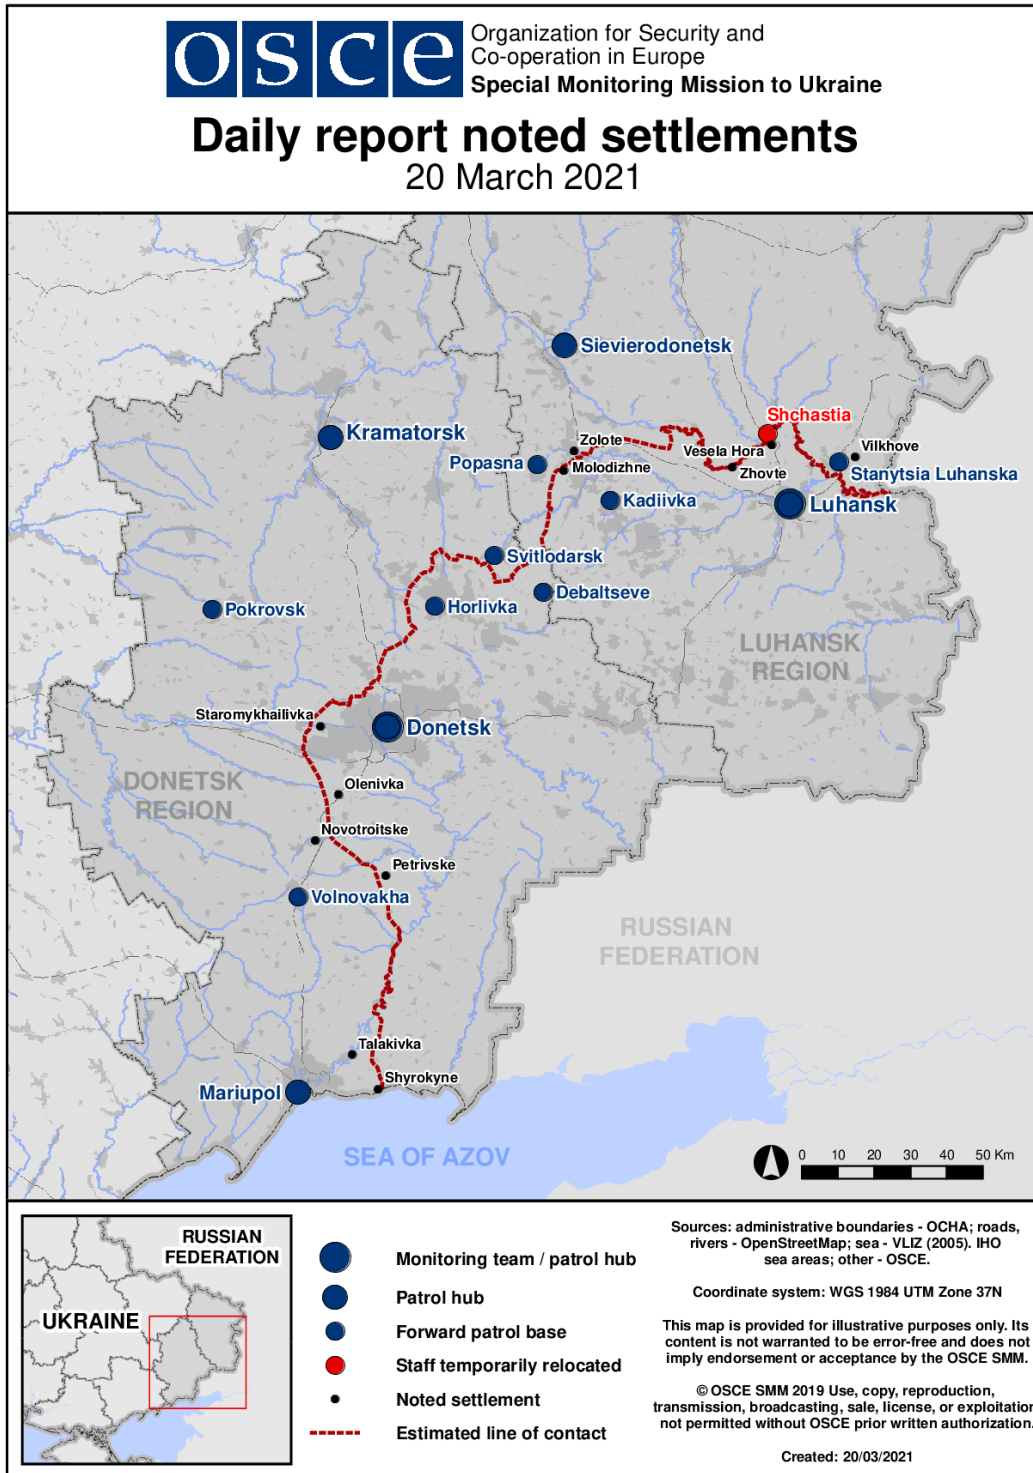 osce
Organization for Security and
Co-operation in Europe
Special Monitoring Mission to Ukraine
Daily report noted settlements
20 March 2021
Sievierodonetsk
Shchastia
Kramatorsk
Zolote
Vesela Hora
Vilkhove
Popasna
Molodizhne
Zhovte
Stanytsia Luhanska
Kadiivka
Luhansk
Svitlodarsk
Debaltseve
Pokrovsk
Horlivka
LUHANSK
REGION
Staromykhailivka
Donetsk
DONETSK
REGION
Olenivka
Novotroitske
Petrivske
Volnovakha
RUSSIAN
FEDERATION
Talakivka
Shyrokyne
Mariupol
SEA OF AZOV
0 10 20 30 40 50 Km
RUSSIAN
FEDERATION
UKRAINE
Monitoring team / patrol hub
Patrol hub
Forward patrol base
Staff temporarily relocated
Noted settlement
Estimated line of contact
Sources: administrative boundaries - OCHA; roads,
rivers - OpenStreetMap; sea - VLIZ (2005). IHO
sea areas; other - OSCE.
Coordinate system: WGS 1984 UTM Zone 37N
This map is provided for illustrative purposes only. Its
content is not warranted to be error-free and does not
imply endorsement or acceptance by the OSCE SMM.
© OSCE SMM 2019 Use, copy, reproduction,
transmission, broadcasting, sale, license, or exploitation
not permitted without OSCE prior written authorization.
Created: 20/03/2021